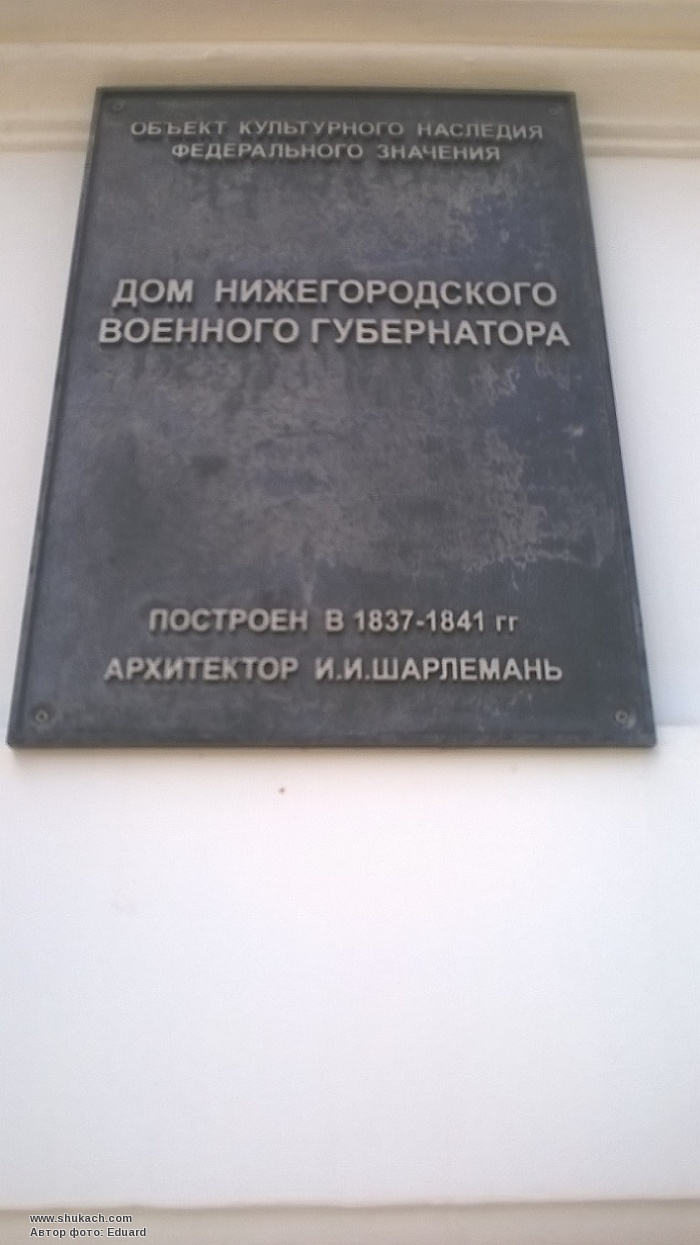 ОБЪЕКТ КУЛЬТУРНОГО НАСЛЕДИЯ
ФЕДЕРАЛЬНОГО ЗНАЧЕНИЯ
ДОМ НИЖЕГОРОДСКОГО
ВОЕННОГО ГУБЕРНАТОРА
ПОСТРОЕН В 1837-1841 гг
АРХИТЕКТОР И.И.ШАРЛЕМАНЬ
www.shukach.com
Автор фото: Eduard